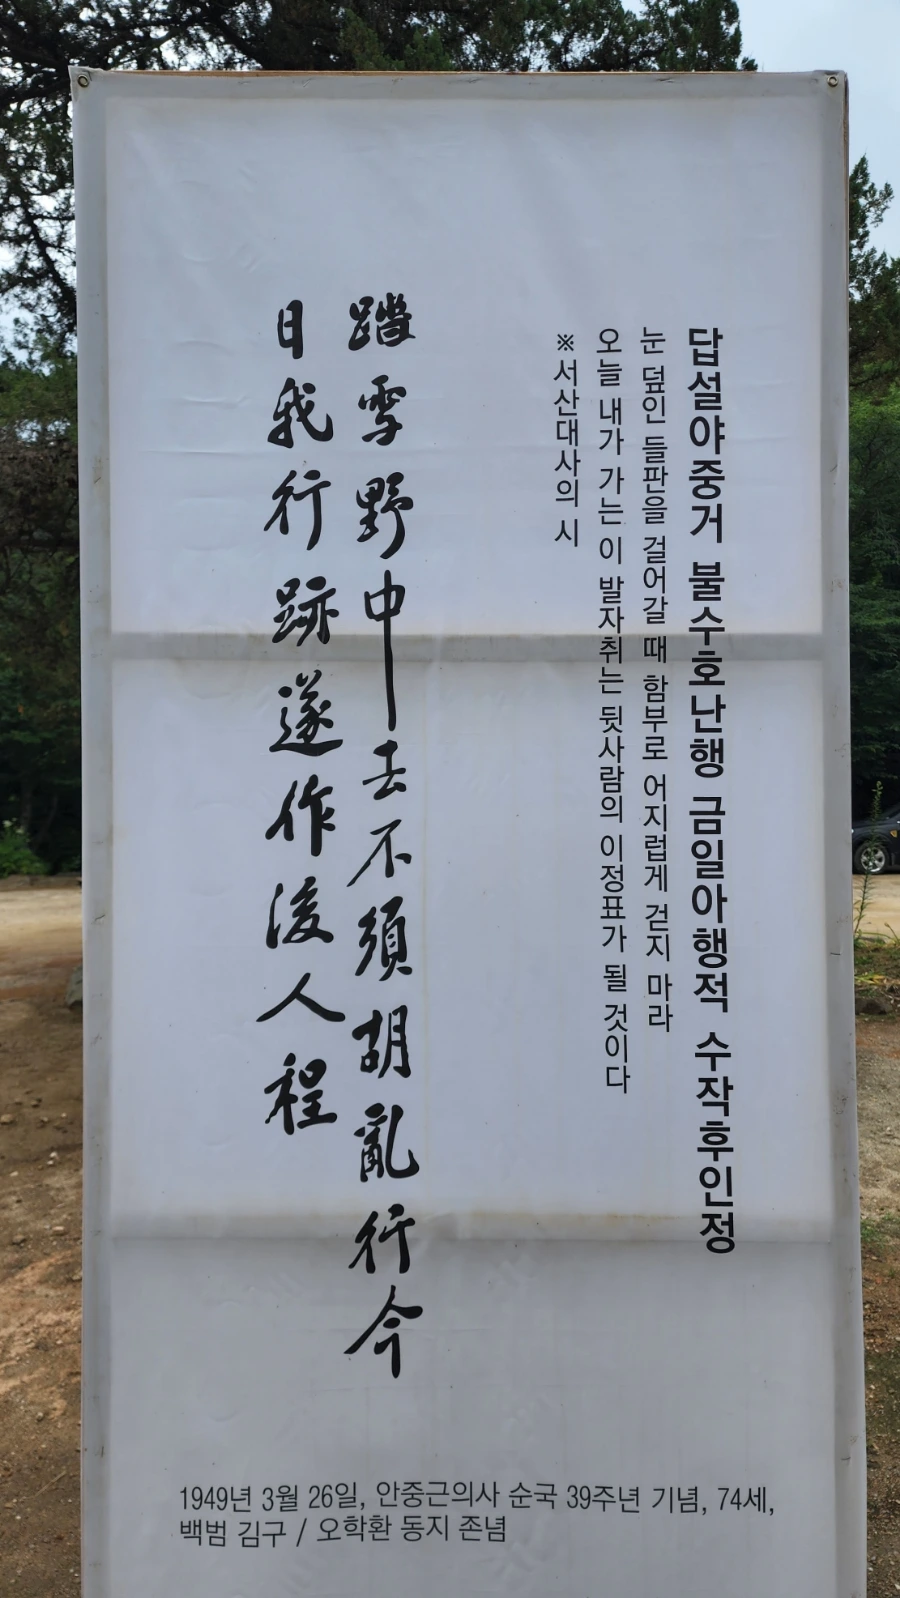 답설야중거 불수호난행 금일아행적 수작후인정
눈 덮인 들판을 걸어갈 때 함부로 어지럽게 걷지 마라
오늘 내가 가는 이 발자취는 뒷사람의 이정표가 될 것이다
※서산대사의 시
踏雪野中去不須胡亂行今
日我行跡遂作後人程
1949년 3월 26일, 안중근의사 순국 39주년 기념, 74세,
백범 김구 / 오학환 동지 존념